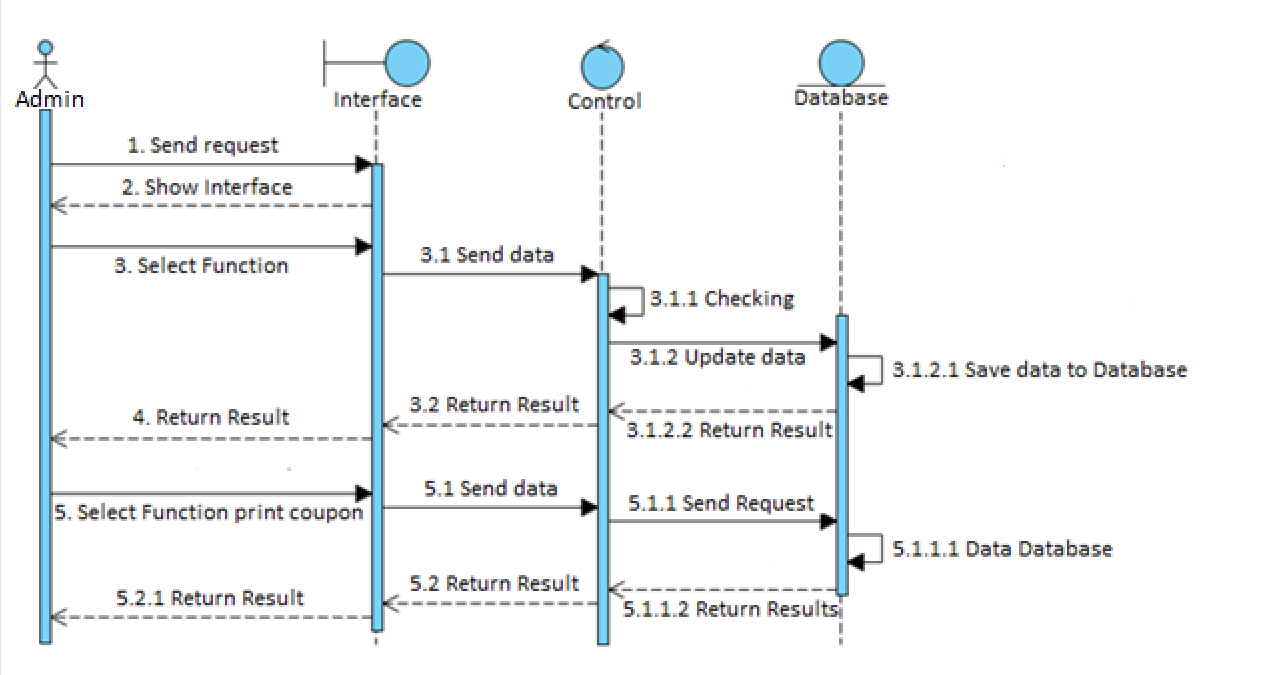 Admin
Interface
Control
Database
1. Send request
2. Show Interface
3. Select Function
3.1 Send data
3.1.1 Checking
3.1.2 Update data
3.1.2.1 Save data to Database
3.1.2.2 Return Result
3.2 Return Result
4. Return Result
5. Select Function print coupon
5.1 Send data
5.1.1 Send Request
5.1.1.1 Data Database
5.1.1.2 Return Results
5.2 Return Result
5.2.1 Return Result